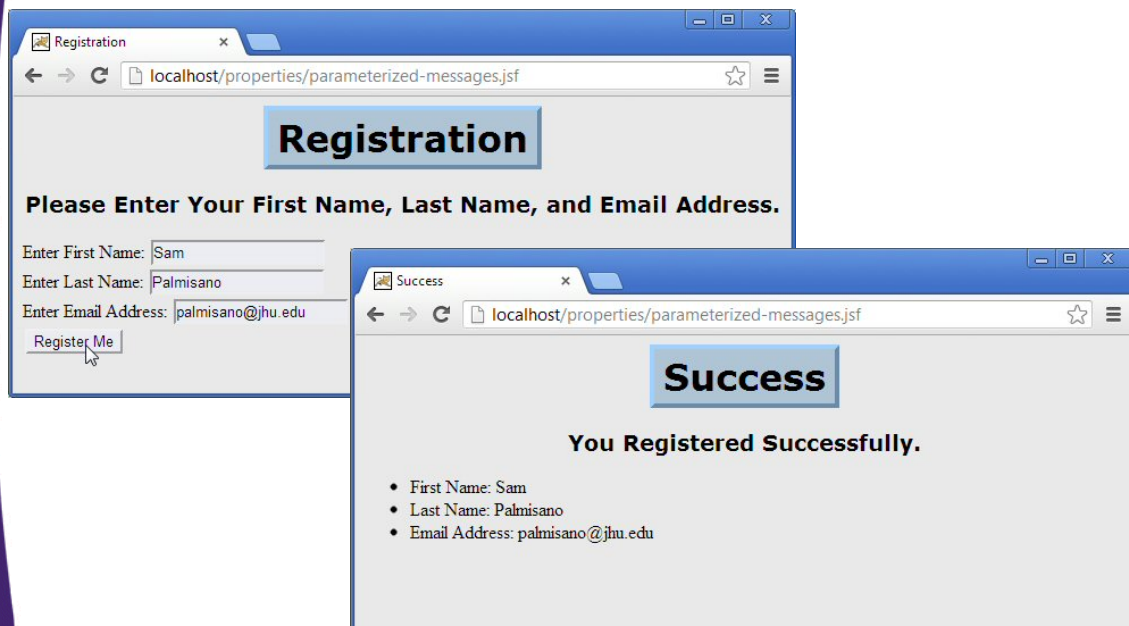 Registration
localhost/properties/parameterized-messages.jsf
Registration
Please Enter Your First Name, Last Name, and Email Address.
Enter First Name: Sam
Enter Last Name: Palmisano
Enter Email Address: palmisano@jhu.edu
Register Me
Success
localhost/properties/parameterized-messages.jsf
Success
You Registered Successfully.
• First Name: Sam
• Last Name: Palmisano
• Email Address: palmisano@jhu.edu